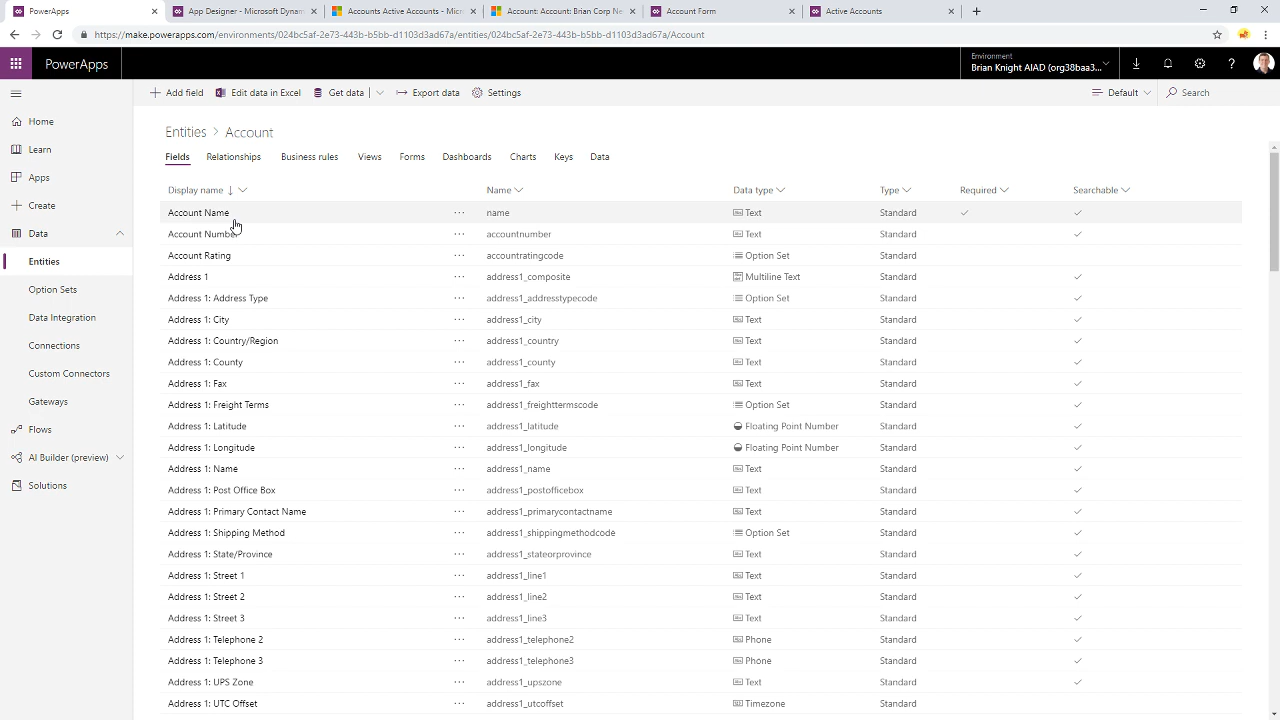 PowerApps
App Designer - Microsoft Dynam
Accounts Active Accounts - Micr
Account: Account: Brian Corp Ne
Account Form
Active Accounts
https://make.powerapps.com/environments/024bc5af-2e73-443b-b5bb-d1103d3ad67a/entities/024bc5af-2e73-443b-b5bb-d1103d3ad67a/Account
PowerApps
Environment
Brian Knight AIAD (org38baa3...
Add field
Edit data in Excel
Get data
Export data
Settings
Default
Search
Home
Learn
Apps
Create
Data
Entities
Option Sets
Data Integration
Connections
Custom Connectors
Gateways
Flows
AI Builder (preview)
Solutions
Entities > Account
Fields Relationships Business rules Views Forms Dashboards Charts Keys Data
Display name Name Data type Type Required Searchable
Account Name ... name Text Standard
Account Number ... accountnumber Text Standard
Account Rating ... accountratingcode Option Set Standard
Address 1 ... address1_composite Multiline Text Standard
Address 1: Address Type ... address1_addresstypecode Option Set Standard
Address 1: City ... address1_city Text Standard
Address 1: Country/Region ... address1_country Text Standard
Address 1: County ... address1_county Text Standard
Address 1: Fax ... address1_fax Text Standard
Address 1: Freight Terms ... address1_freighttermscode Option Set Standard
Address 1: Latitude ... address1_latitude Floating Point Number Standard
Address 1: Longitude ... address1_longitude Floating Point Number Standard
Address 1: Name ... address1_name Text Standard
Address 1: Post Office Box ... address1_postofficebox Text Standard
Address 1: Primary Contact Name ... address1_primarycontactname Text Standard
Address 1: Shipping Method ... address1_shippingmethodcode Option Set Standard
Address 1: State/Province ... address1_stateorprovince Text Standard
Address 1: Street 1 ... address1_line1 Text Standard
Address 1: Street 2 ... address1_line2 Text Standard
Address 1: Street 3 ... address1_line3 Text Standard
Address 1: Telephone 2 ... address1_telephone2 Phone Standard
Address 1: Telephone 3 ... address1_telephone3 Phone Standard
Address 1: UPS Zone ... address1_upszone Text Standard
Address 1: UTC Offset ... address1_utcoffset Timezone Standard